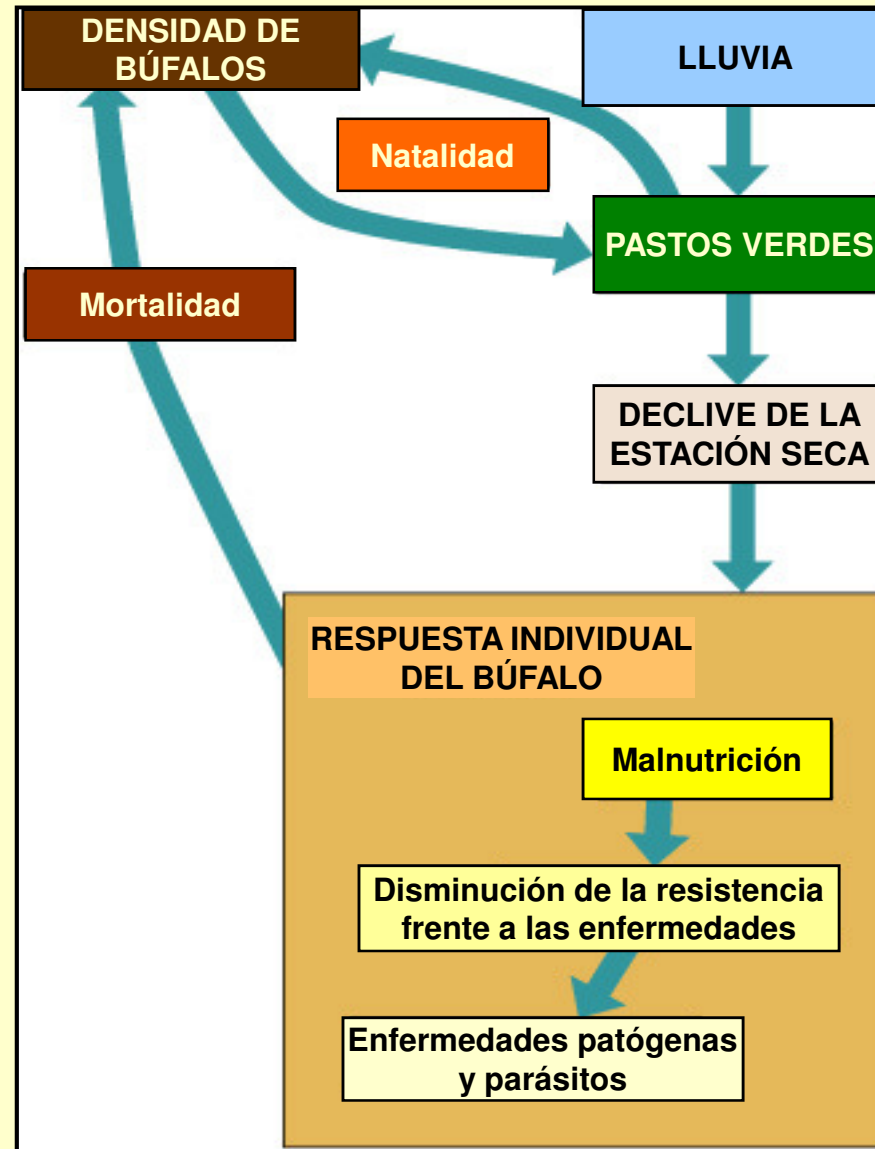 DENSIDAD DE
BÚFALOS
LLUVIA
Natalidad
PASTOS VERDES
Mortalidad
DECLIVE DE LA
ESTACIÓN SECA
RESPUESTA INDIVIDUAL
DEL BÚFALO
Malnutrición
Disminución de la resistencia
frente a las enfermedades
Enfermedades patógenas
y parásitos